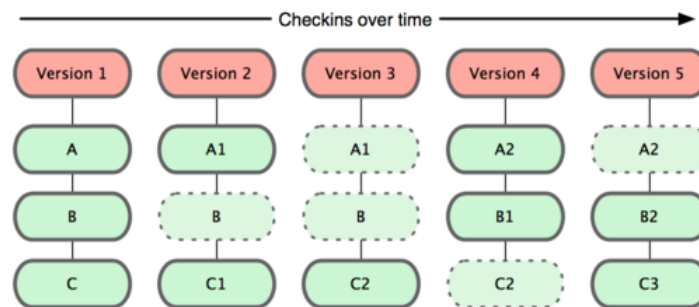 Checkins over time
Version 1 Version 2 Version 3 Version 4 Version 5
A A1 A1 A2 A2
B B B B1 B2
C C1 C2 C2 C3